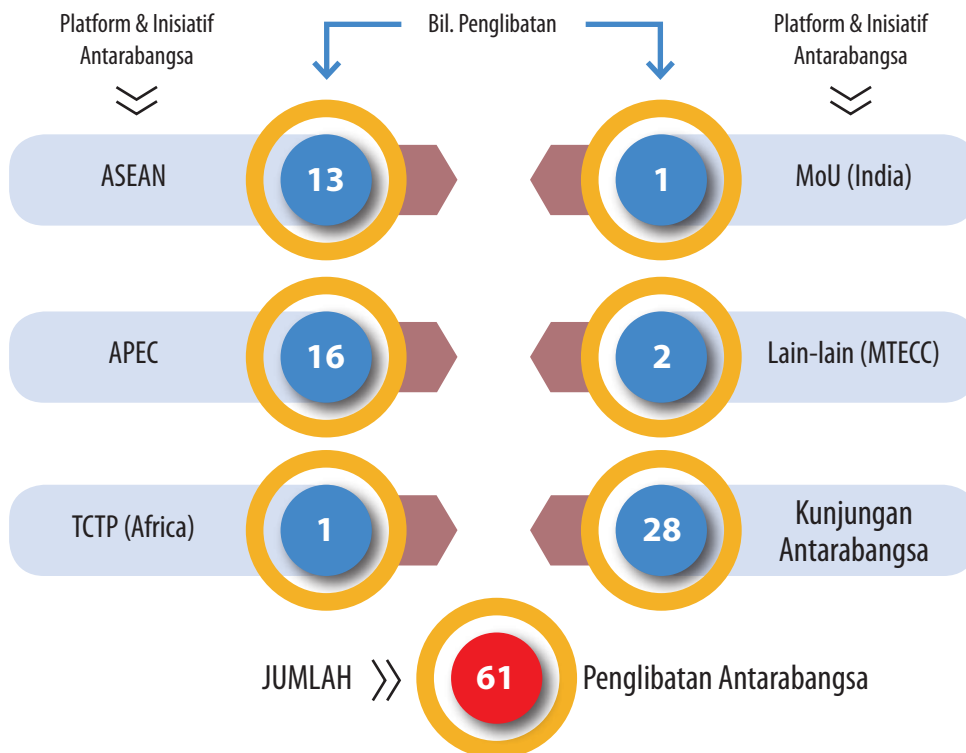 Platform & Inisiatif
Antarabangsa
Bil. Penglibatan
Platform & Inisiatif
Antarabangsa
ASEAN
13
1
MoU (India)
APEC
16
2
Lain-lain (MTECC)
TCTP (Africa)
1
28
Kunjungan
Antarabangsa
JUMLAH
61
Penglibatan Antarabangsa